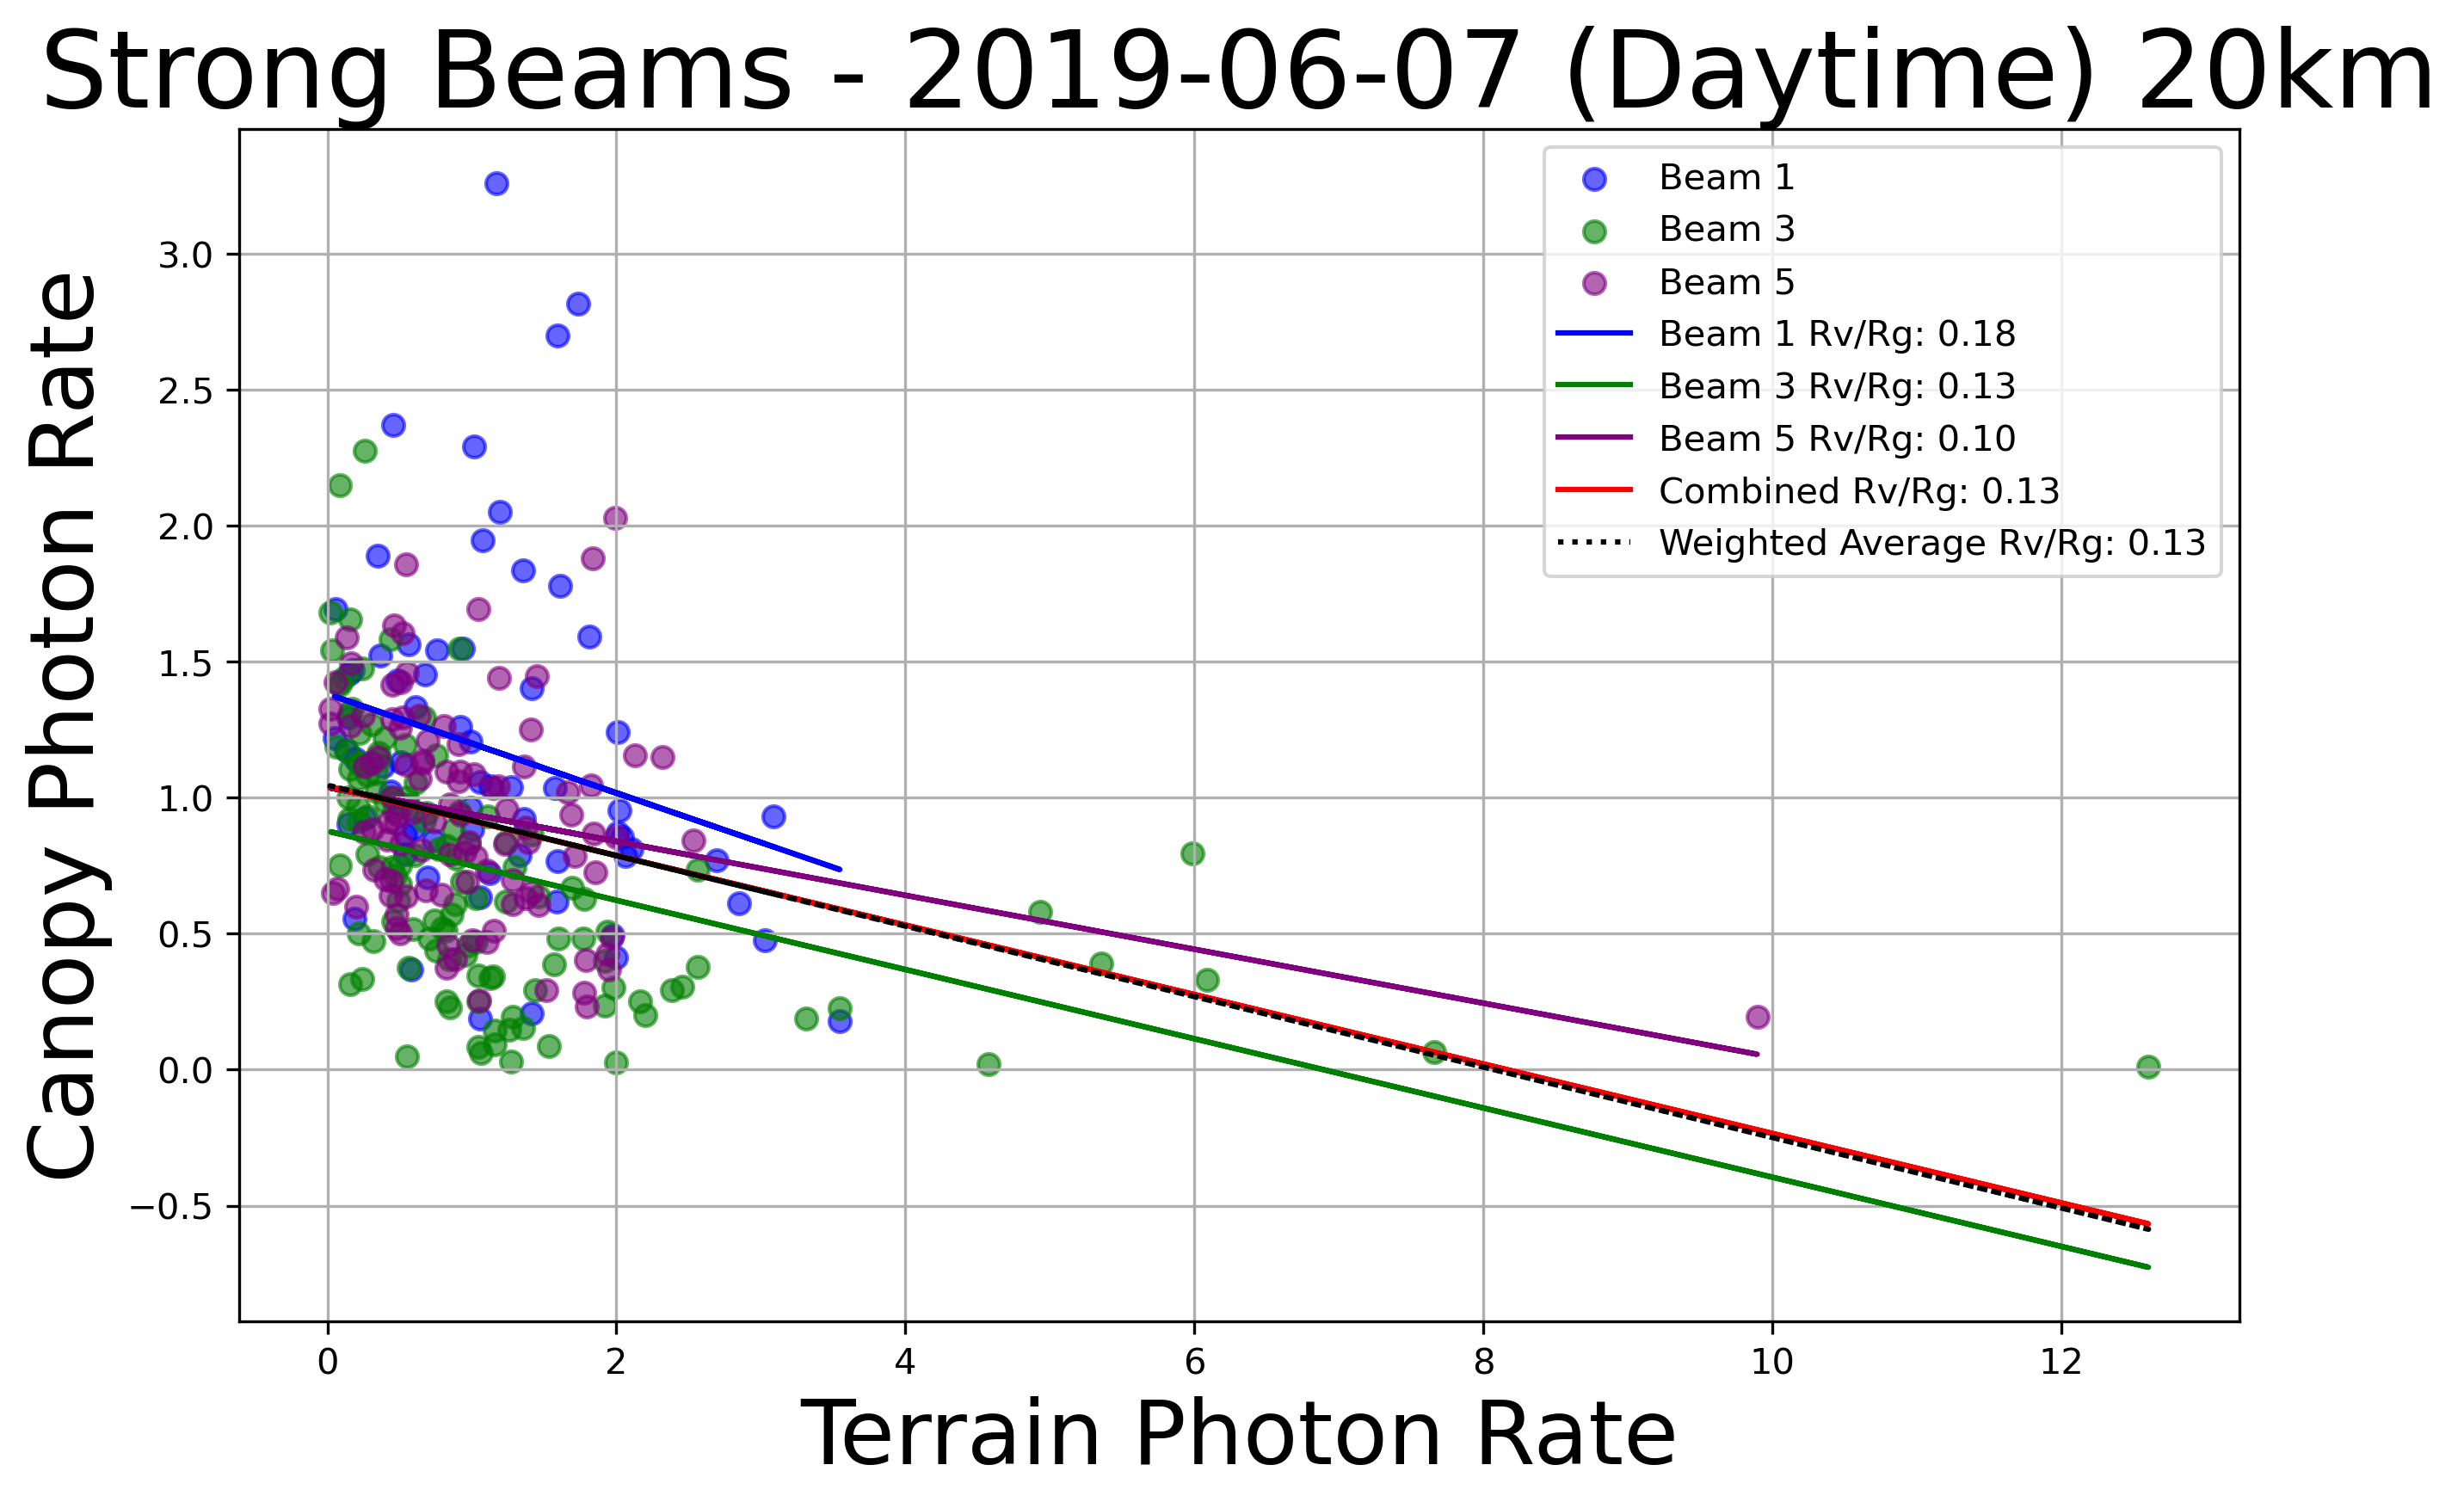 Strong Beams - 2019-06-07 (Daytime) 20km
Canopy Photon Rate
3.0
2.5
2.0
1.5
1.0
0.5
0.0
−0.5
Beam 1
Beam 3
Beam 5
Beam 1 Rv/Rg: 0.18
Beam 3 Rv/Rg: 0.13
Beam 5 Rv/Rg: 0.10
Combined Rv/Rg: 0.13
Weighted Average Rv/Rg: 0.13
0 2 4 6 8 10 12
Terrain Photon Rate